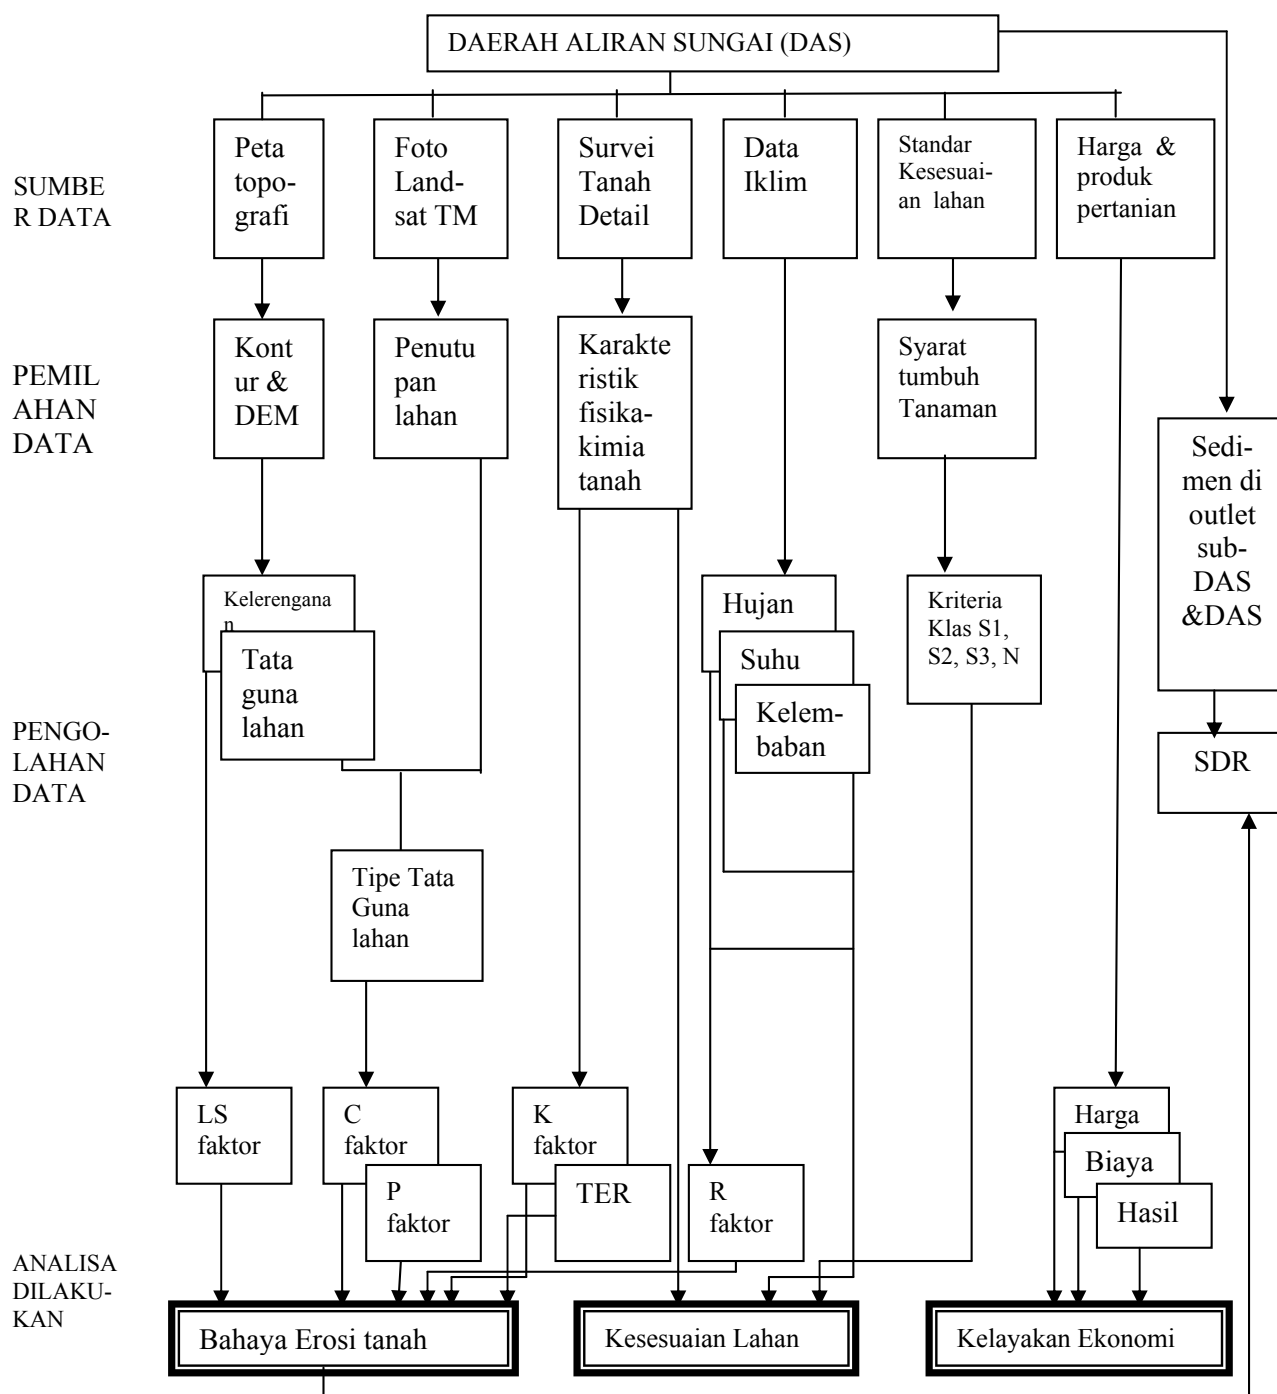 DAERAH ALIRAN SUNGAI (DAS)
SUMBE
R DATA
Peta
topo-
grafi
Foto
Land-
sat TM
Survei
Tanah
Detail
Data
Iklim
Standar
Kesesuai-
an lahan
Harga &
produk
pertanian
PEMIL
AHAN
DATA
Kont
ur &
DEM
Penutu
pan
lahan
Karakte
ristik
fisika-
kimia
tanah
Syarat
tumbuh
Tanaman
Sedi-
men di
outlet
sub-
DAS
&DAS
PENGO-
LAHAN
DATA
Kelerengana
n
Tata
guna
lahan
Hujan
Suhu
Kelem-
baban
Kriteria
Klas S1,
S2, S3, N
SDR
Tipe Tata
Guna
lahan
LS
faktor
C
faktor
P
faktor
K
faktor
TER
R
faktor
Harga
Biaya
Hasil
ANALISA
DILAKU-
KAN
Bahaya Erosi tanah
Kesesuaian Lahan
Kelayakan Ekonomi